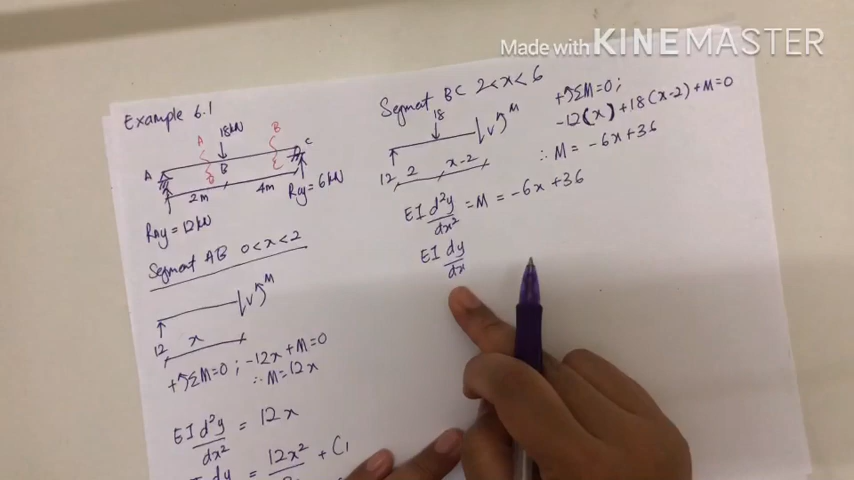 Made with KINEMASTER
Example 6.1
18kN
A
B
A
B
C
2m
4m
RAy = 12kN
RCy = 6kN
Segment AB 0<x<2
M
V
12
x
+↑ΣM=0; -12x+M=0
∴ M=12x
EI d²y/dx² = 12x
dy = 12x² + C1
Segment BC 2<x<6
18
V
M
12
2
x-2
+↑ΣM=0;
-12(x)+18(x-2)+M=0
∴ M = -6x+36
EI d²y/dx² = M = -6x+36
EI dy/dx